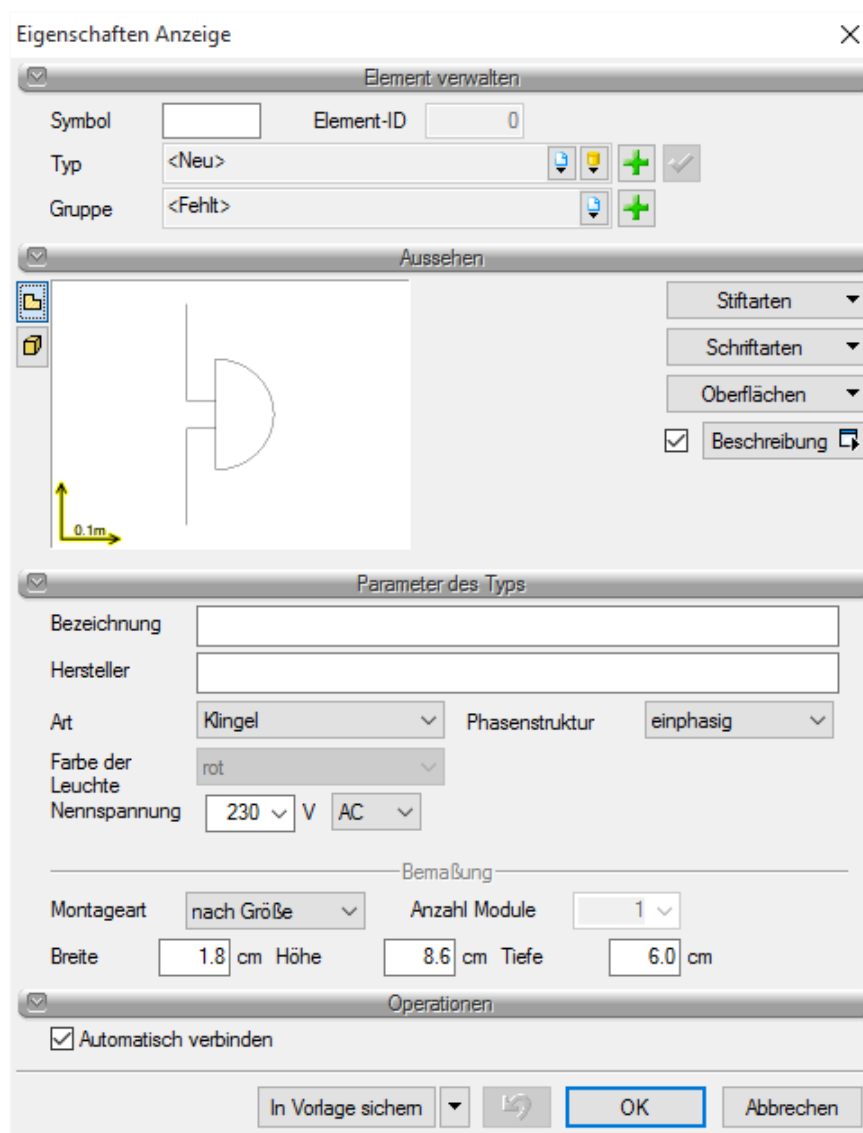 Eigenschaften Anzeige
Element verwalten
Symbol Element-ID 0
Typ <Neu>
Gruppe <Fehlt>
Aussehen
Stiftarten
Schriftarten
Oberflächen
Beschreibung
0.1m
Parameter des Typs
Bezeichnung
Hersteller
Art Klingel Phasenstruktur einphasig
Farbe der
Leuchte rot
Nennspannung 230 V AC
Bemaßung
Montageart nach Größe Anzahl Module 1
Breite 1.8 cm Höhe 8.6 cm Tiefe 6.0 cm
Operationen
Automatisch verbinden
In Vorlage sichern OK Abbrechen